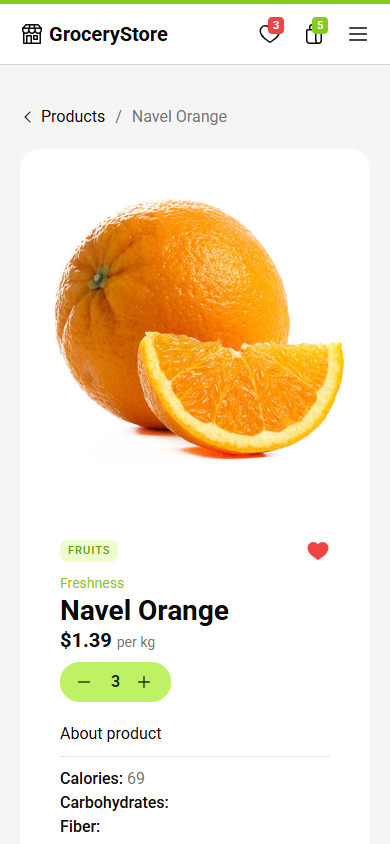 GroceryStore 3 5
Products / Navel Orange
FRUITS
Freshness
Navel Orange
$1.39 per kg
3
About product
Calories: 69
Carbohydrates:
Fiber: